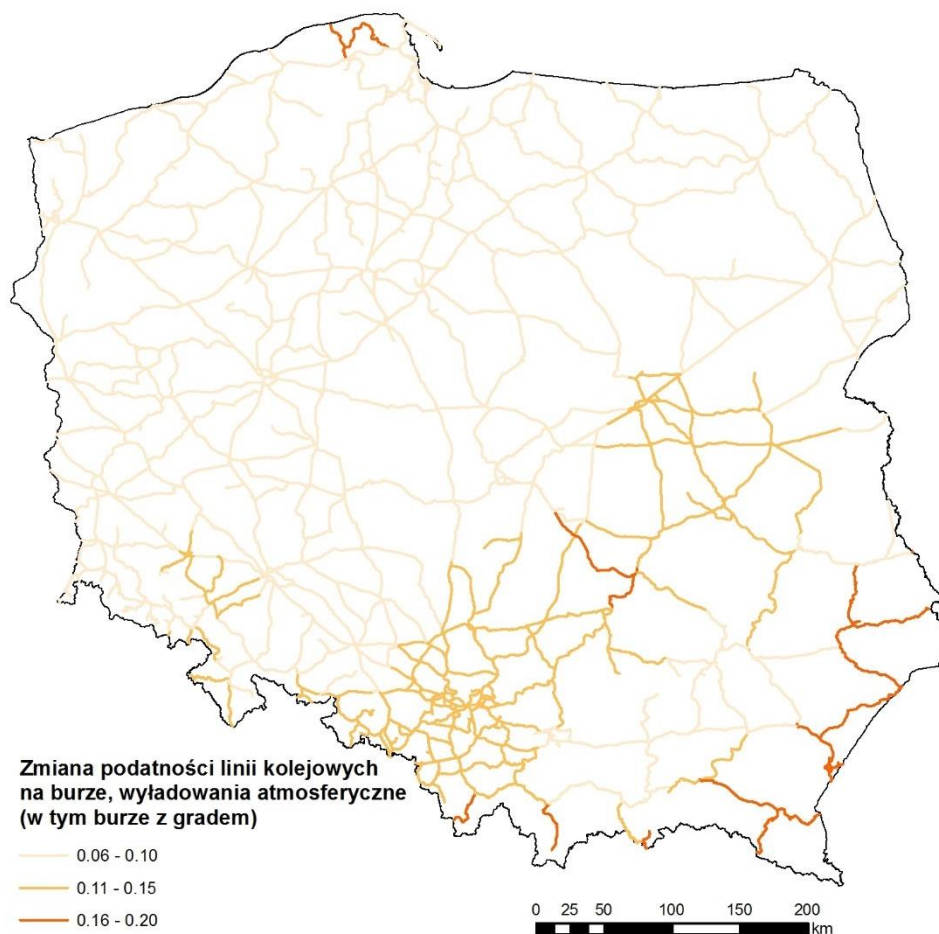 Zmiana podatności linii kolejowych
na burze, wyładowania atmosferyczne
(w tym burze z gradem)
0.06 - 0.10
0.11 - 0.15
0.16 - 0.20
0 25 50 100 150 200
km